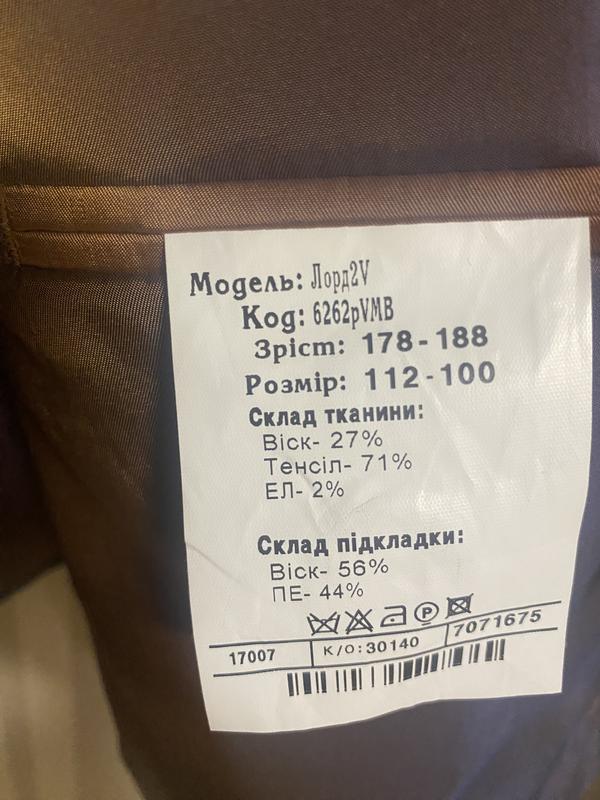 Модель: Лорд2V
Код: 6262pVMB
Зріст: 178-188
Розмір: 112-100
Склад тканини:
Віск- 27%
Тенсіл- 71%
ЕЛ- 2%
Склад підкладки:
Віск- 56%
ПЕ- 44%
P
17007 К/О:30140 7071675